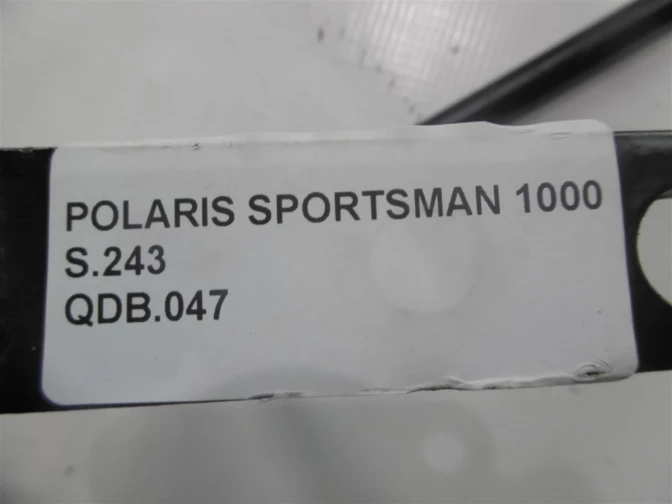 POLARIS SPORTSMAN 1000
S.243
QDB.047